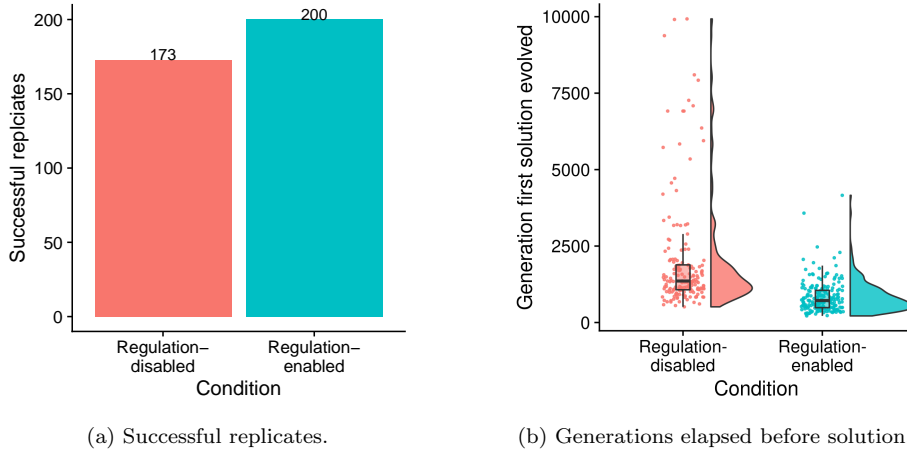 200
150
100
50
0
Successful replciates
173
200
Regulation−
disabled
Regulation−
enabled
Condition
(a) Successful replicates.
10000
7500
5000
2500
0
Generation first solution evolved
Regulation-
disabled
Regulation-
enabled
Condition
(b) Generations elapsed before solution